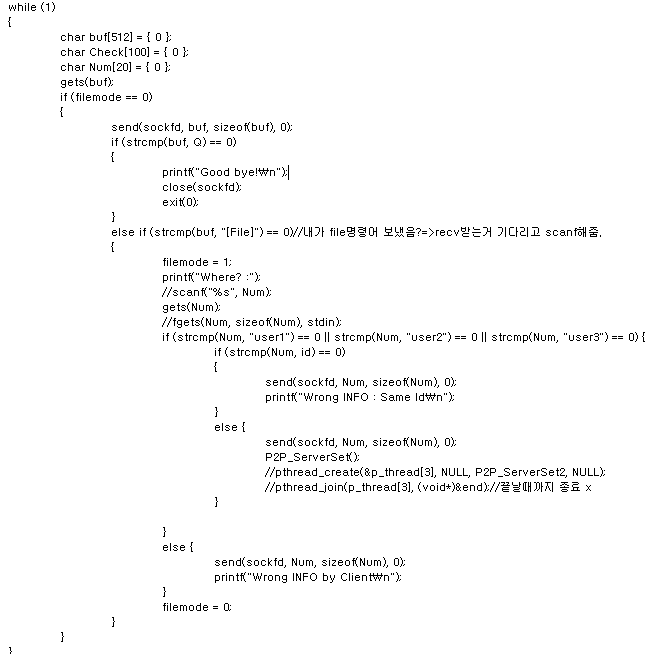 while (1)
{
char buf[512] = { 0 };
char Check[100] = { 0 };
char Num[20] = { 0 };
gets(buf);
if (filemode == 0)
{
send(sockfd, buf, sizeof(buf), 0);
if (strcmp(buf, Q) == 0)
{
printf("Good bye!₩n");
close(sockfd);
exit(0);
}
else if (strcmp(buf, "[File]") == 0)//내가 file명령어 보냈음?=>recv받는거 기다리고 scanf해줌.
{
filemode = 1;
printf("Where? :");
//scanf("%s", Num);
gets(Num);
//fgets(Num, sizeof(Num), stdin);
if (strcmp(Num, "user1") == 0 || strcmp(Num, "user2") == 0 || strcmp(Num, "user3") == 0) {
if (strcmp(Num, id) == 0)
{
send(sockfd, Num, sizeof(Num), 0);
printf("Wrong INFO : Same Id₩n");
}
else {
send(sockfd, Num, sizeof(Num), 0);
P2P_ServerSet();
//pthread_create(&p_thread[3], NULL, P2P_ServerSet2, NULL);
//pthread_join(p_thread[3], (void*)&end);//끝날때까지 종료 x
}
}
else {
send(sockfd, Num, sizeof(Num), 0);
printf("Wrong INFO by Client₩n");
}
filemode = 0;
}
}
}